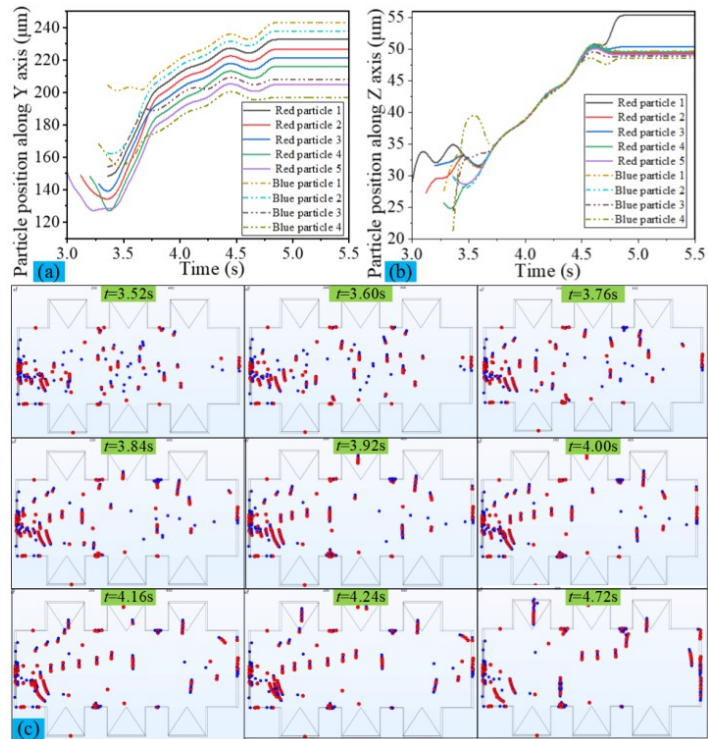 Particle position along Y axis (μm)
240
220
200
180
160
140
120
3.0
3.5
4.0
4.5
5.0
5.5
Time (s)
Red particle 1
Red particle 2
Red particle 3
Red particle 4
Red particle 5
Blue particle 1
Blue particle 2
Blue particle 3
Blue particle 4
(a)
Particle position along Z axis (μm)
55
50
45
40
35
30
25
20
3.0
3.5
4.0
4.5
5.0
5.5
Time (s)
Red particle 1
Red particle 2
Red particle 3
Red particle 4
Red particle 5
Blue particle 1
Blue particle 2
Blue particle 3
Blue particle 4
(b)
t=3.52s
t=3.60s
t=3.76s
t=3.84s
t=3.92s
t=4.00s
t=4.16s
t=4.24s
t=4.72s
(c)